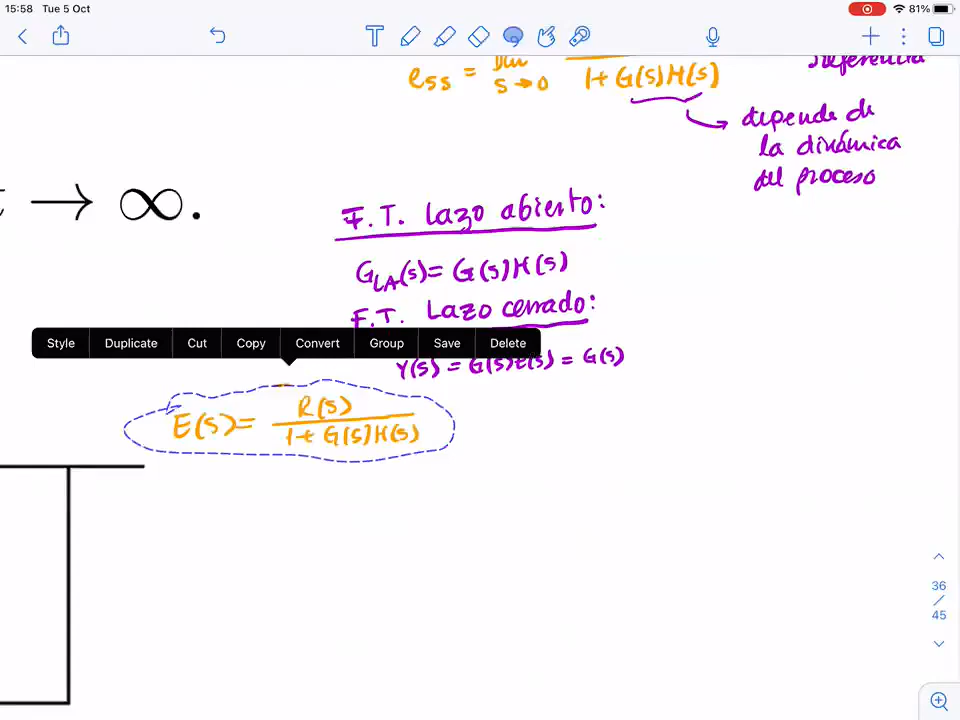 15:58 Tue 5 Oct 81%
ess = lim s→0 1+G(s)H(s)
depende de
la dinámica
del proceso
→ ∞.
F.T. Lazo abierto:
GLA(s)= G(s)H(s)
F.T. Lazo cerrado:
Style Duplicate Cut Copy Convert Group Save Delete
Y(s) = G(s)E(s) = G(s)
E(s)= R(s)
1+G(s)H(s)
36
/
45